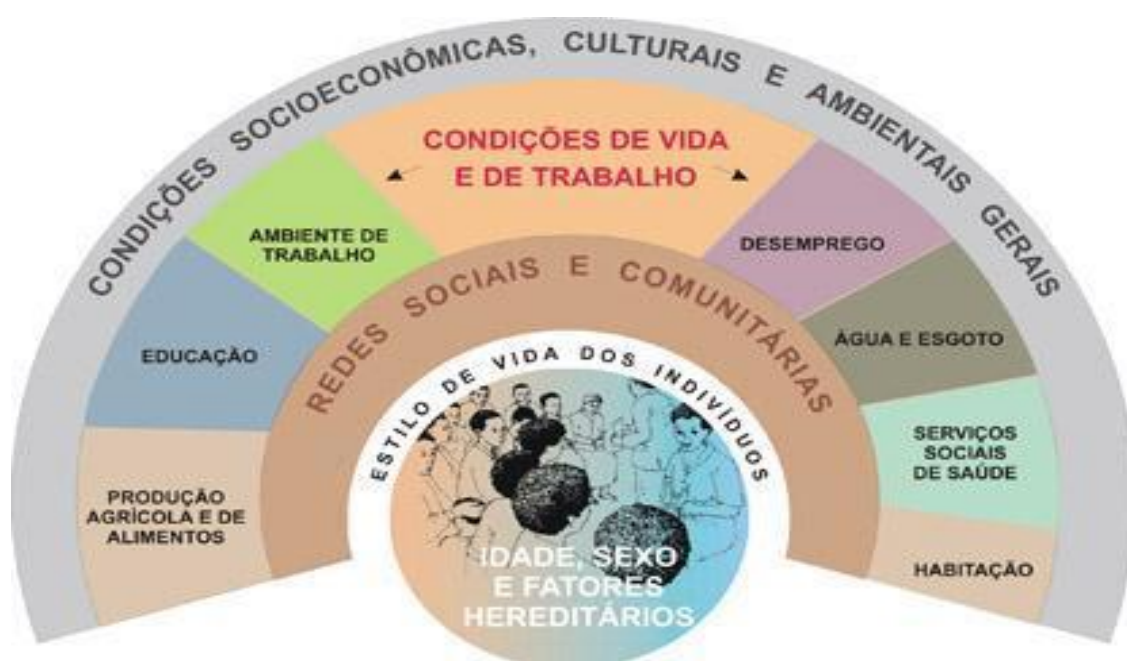 CONDIÇÕES SOCIOECONÔMICAS, CULTURAIS E AMBIENTAIS GERAIS
CONDIÇÕES DE VIDA
E DE TRABALHO
AMBIENTE DE
TRABALHO
DESEMPREGO
EDUCAÇÃO
ÀGUA E ESGOTO
PRODUÇÃO
AGRÍCOLA E DE
ALIMENTOS
SERVIÇOS
SOCIAIS
DE SAÚDE
HABITAÇÃO
REDES SOCIAIS E COMUNITÁRIAS
ESTILO DE VIDA DOS INDIVÍDUOS
IDADE, SEXO
E FATORES
HEREDITÁRIOS